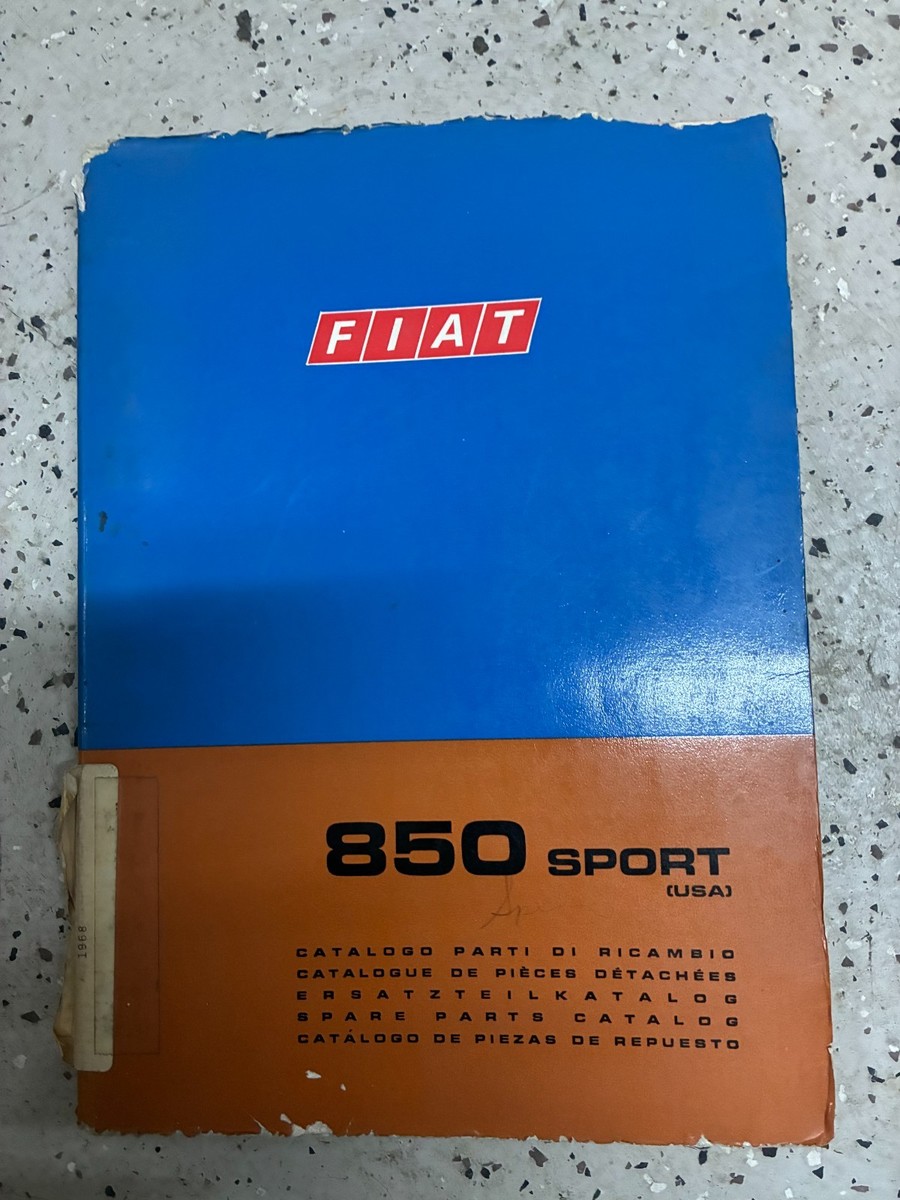 FIAT
850 SPORT
(USA)
CATALOGO PARTI DI RICAMBIO
CATALOGUE DE PIÈCES DÉTACHÉES
ERSATZTEILKATALOG
SPARE PARTS CATALOG
CATÁLOGO DE PIEZAS DE REPUESTO
1968